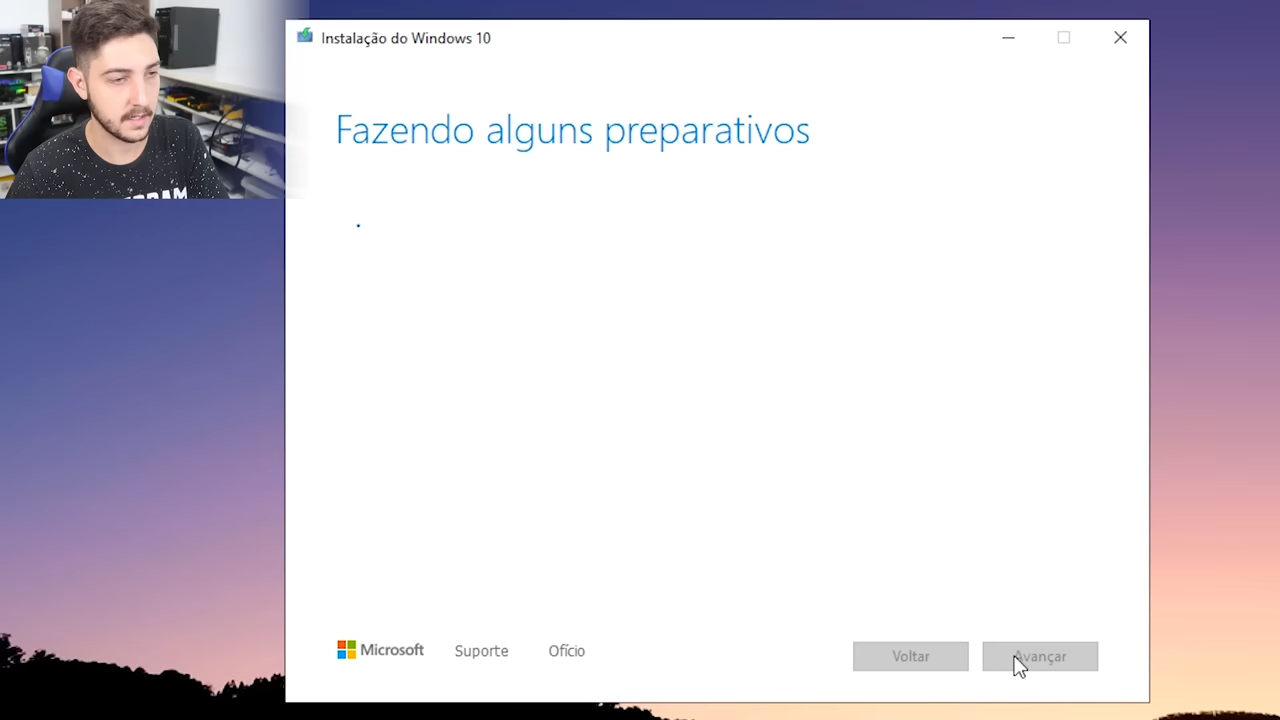 Instalação do Windows 10
Fazendo alguns preparativos
Microsoft
Suporte
Ofício
Voltar
Avançar